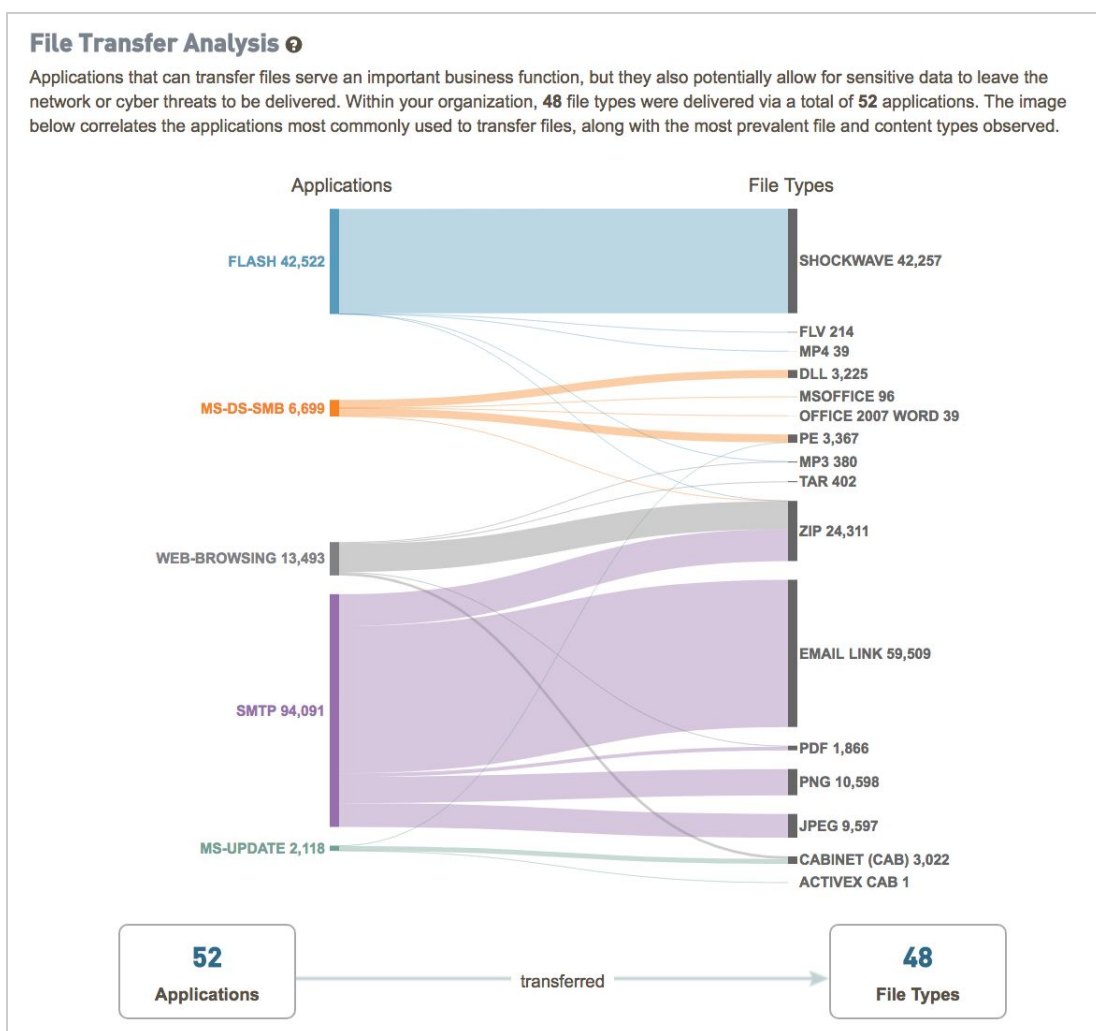 File Transfer Analysis ?
Applications that can transfer files serve an important business function, but they also potentially allow for sensitive data to leave the
network or cyber threats to be delivered. Within your organization, 48 file types were delivered via a total of 52 applications. The image
below correlates the applications most commonly used to transfer files, along with the most prevalent file and content types observed.
Applications
File Types
FLASH 42,522
SHOCKWAVE 42,257
FLV 214
MP4 39
DLL 3,225
MSOFFICE 96
MS-DS-SMB 6,699
OFFICE 2007 WORD 39
PE 3,367
MP3 380
TAR 402
ZIP 24,311
WEB-BROWSING 13,493
EMAIL LINK 59,509
SMTP 94,091
PDF 1,866
PNG 10,598
JPEG 9,597
MS-UPDATE 2,118
CABINET (CAB) 3,022
ACTIVEX CAB 1
52
Applications
transferred
48
File Types